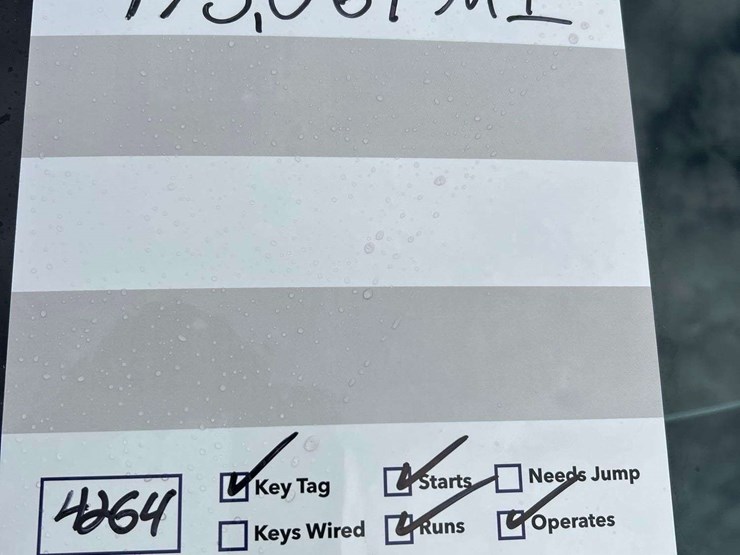 4264
Key Tag Starts Needs Jump
Keys Wired Runs Operates